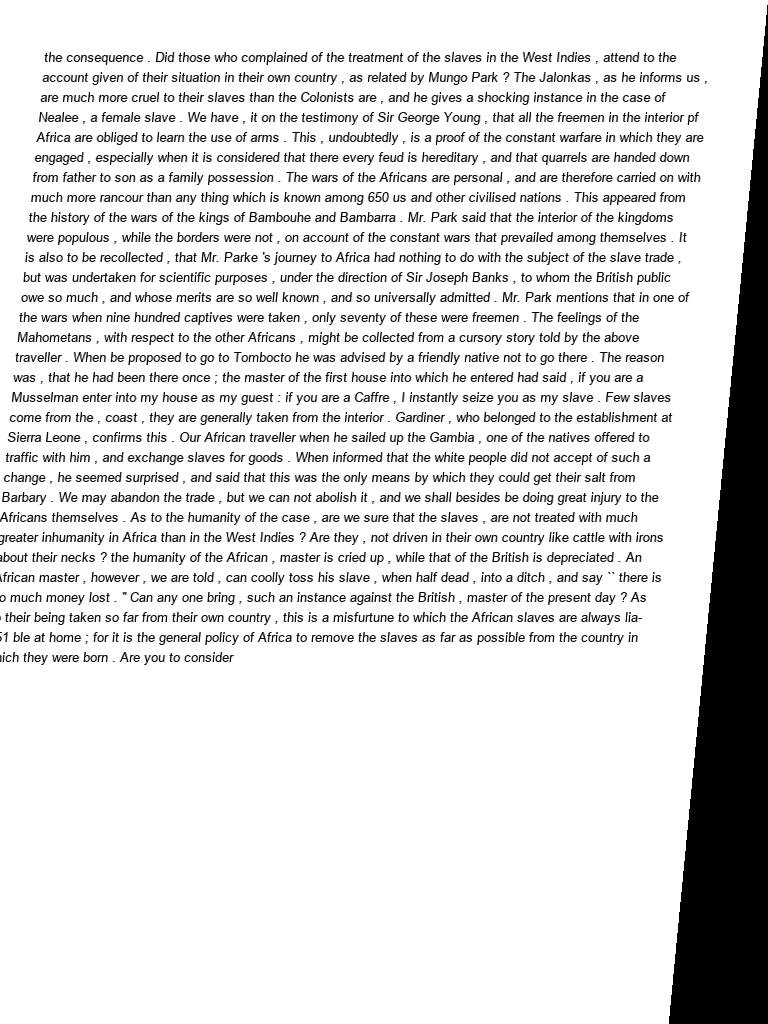 the consequence . Did those who complained of the treatment of the slaves in the West Indies , attend to the
account given of their situation in their own country , as related by Mungo Park ? The Jalonkas , as he informs us ,
are much more cruel to their slaves than the Colonists are , and he gives a shocking instance in the case of
Nealee , a female slave . We have , it on the testimony of Sir George Young , that all the freemen in the interior pf
Africa are obliged to learn the use of arms . This , undoubtedly , is a proof of the constant warfare in which they are
engaged , especially when it is considered that there every feud is hereditary , and that quarrels are handed down
from father to son as a family possession . The wars of the Africans are personal , and are therefore carried on with
much more rancour than any thing which is known among 650 us and other civilised nations . This appeared from
the history of the wars of the kings of Bambouhe and Bambarra . Mr. Park said that the interior of the kingdoms
were populous , while the borders were not , on account of the constant wars that prevailed among themselves . It
is also to be recollected , that Mr. Parke 's journey to Africa had nothing to do with the subject of the slave trade ,
but was undertaken for scientific purposes , under the direction of Sir Joseph Banks , to whom the British public
owe so much , and whose merits are so well known , and so universally admitted . Mr. Park mentions that in one of
the wars when nine hundred captives were taken , only seventy of these were freemen . The feelings of the
Mahometans , with respect to the other Africans , might be collected from a cursory story told by the above
traveller . When be proposed to go to Tombocto he was advised by a friendly native not to go there . The reason
was , that he had been there once ; the master of the first house into which he entered had said , if you are a
Musselman enter into my house as my guest : if you are a Caffre , I instantly seize you as my slave . Few slaves
come from the , coast , they are generally taken from the interior . Gardiner , who belonged to the establishment at
Sierra Leone , confirms this . Our African traveller when he sailed up the Gambia , one of the natives offered to
traffic with him , and exchange slaves for goods . When informed that the white people did not accept of such a
change , he seemed surprised , and said that this was the only means by which they could get their salt from
Barbary . We may abandon the trade , but we can not abolish it , and we shall besides be doing great injury to the
Africans themselves . As to the humanity of the case , are we sure that the slaves , are not treated with much
greater inhumanity in Africa than in the West Indies ? Are they , not driven in their own country like cattle with irons
about their necks ? the humanity of the African , master is cried up , while that of the British is depreciated . An
African master , however , we are told , can coolly toss his slave , when half dead , into a ditch , and say `` there is
so much money lost . '' Can any one bring , such an instance against the British , master of the present day ? As
their being taken so far from their own country , this is a misfurtune to which the African slaves are always lia-
ble at home ; for it is the general policy of Africa to remove the slaves as far as possible from the country in
they were born . Are you to consider